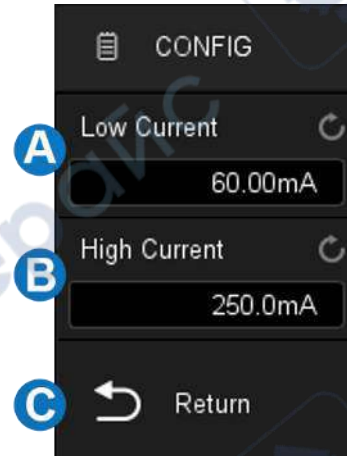 CONFIG
A
Low Current
60.00mA
B
High Current
250.0mA
C
Return